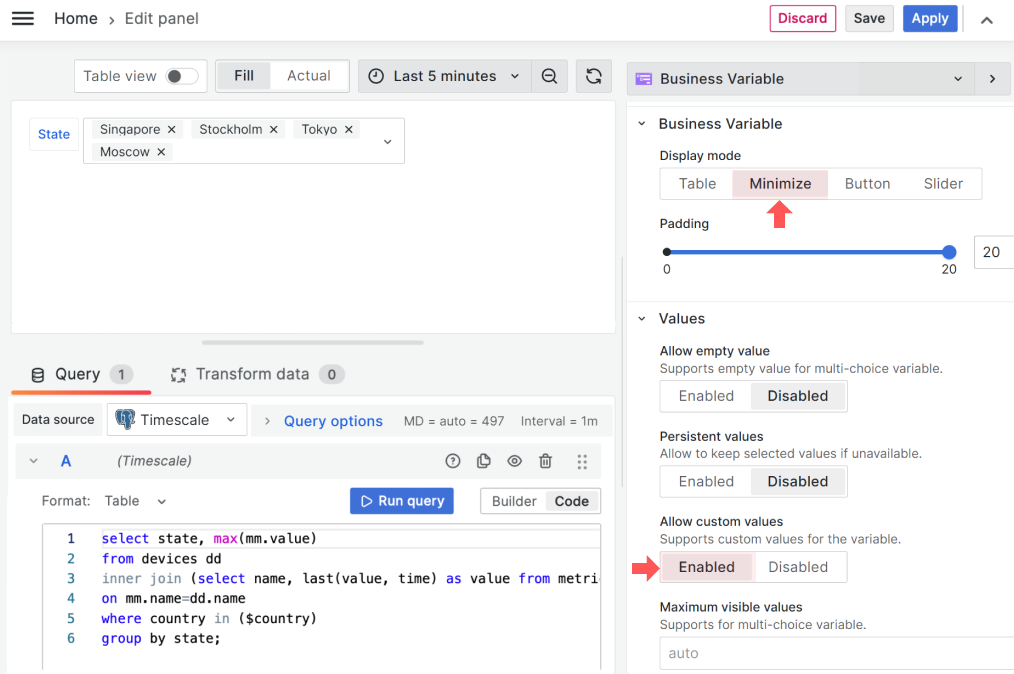 Home › Edit panel
Discard Save Apply
Table view Fill Actual Last 5 minutes
State Singapore × Stockholm × Tokyo ×
Moscow ×
Query 1 Transform data 0
Data source Timescale › Query options MD = auto = 497 Interval = 1m
A (Timescale)
Format: Table Run query Builder Code
1 select state, max(mm.value)
2 from devices dd
3 inner join (select name, last(value, time) as value from metri
4 on mm.name=dd.name
5 where country in ($country)
6 group by state;
Business Variable
Business Variable
Display mode
Table Minimize Button Slider
Padding
20
0 20
Values
Allow empty value
Supports empty value for multi-choice variable.
Enabled Disabled
Persistent values
Allow to keep selected values if unavailable.
Enabled Disabled
Allow custom values
Supports custom values for the variable.
Enabled Disabled
Maximum visible values
Supports for multi-choice variable.
auto